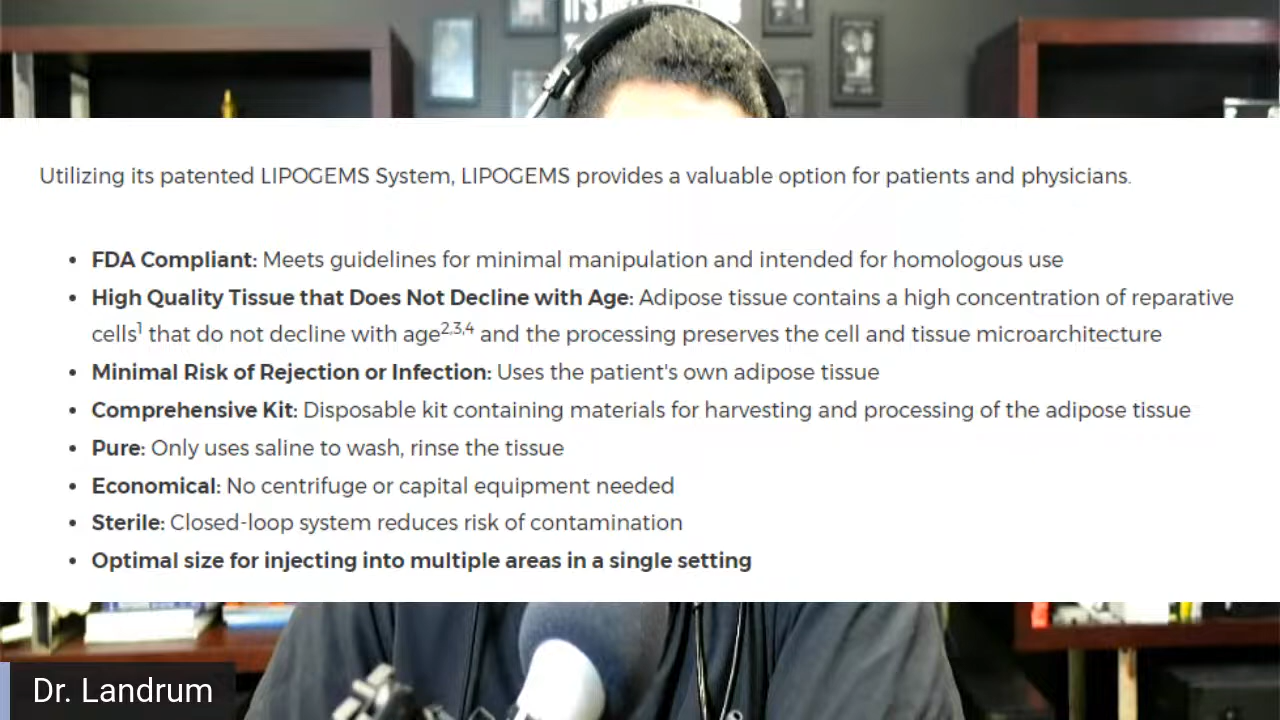 Utilizing its patented LIPOGEMS System, LIPOGEMS provides a valuable option for patients and physicians.
• FDA Compliant: Meets guidelines for minimal manipulation and intended for homologous use
• High Quality Tissue that Does Not Decline with Age: Adipose tissue contains a high concentration of reparative
cells¹ that do not decline with age²,³,⁴ and the processing preserves the cell and tissue microarchitecture
• Minimal Risk of Rejection or Infection: Uses the patient's own adipose tissue
• Comprehensive Kit: Disposable kit containing materials for harvesting and processing of the adipose tissue
• Pure: Only uses saline to wash, rinse the tissue
• Economical: No centrifuge or capital equipment needed
• Sterile: Closed-loop system reduces risk of contamination
• Optimal size for injecting into multiple areas in a single setting
Dr. Landrum